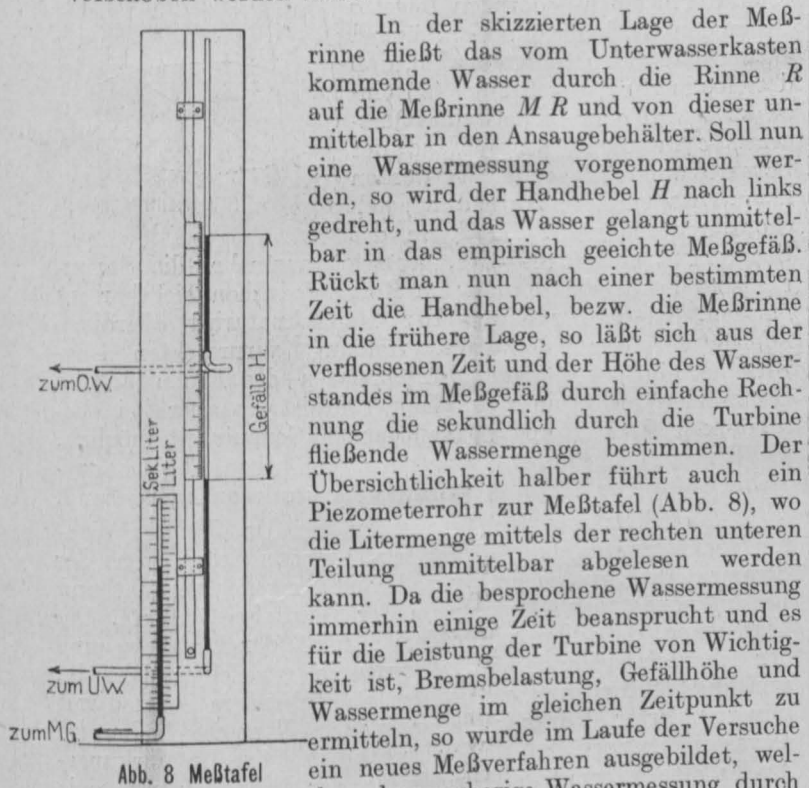 In der skizzierten Lage der Meß-
rinne fließt das vom Unterwasserkasten
kommende Wasser durch die Rinne R
auf die Meßrinne M R und von dieser un-
mittelbar in den Ansaugebehälter. Soll nun
eine Wassermessung vorgenommen wer-
den, so wird der Handhebel H nach links
gedreht, und das Wasser gelangt unmittel-
bar in das empirisch geeichte Meßgefäß.
Rückt man nun nach einer bestimmten
Zeit die Handhebel, bezw. die Meßrinne
in die frühere Lage, so läßt sich aus der
verflossenen Zeit und der Höhe des Wasser-
standes im Meßgefäß durch einfache Rech-
nung die sekundlich durch die Turbine
fließende Wassermenge bestimmen. Der
Übersichtlichkeit halber führt auch ein
Piezometerrohr zur Meßtafel (Abb. 8), wo
die Litermenge mittels der rechten unteren
Teilung unmittelbar abgelesen werden
kann. Da die besprochene Wassermessung
immerhin einige Zeit beansprucht und es
für die Leistung der Turbine von Wichtig-
keit ist, Bremsbelastung, Gefällhöhe und
Wassermenge im gleichen Zeitpunkt zu
ermitteln, so wurde im Laufe der Versuche
ein neues Meßverfahren ausgebildet, wel-
Wassermessung durch
zum O.W.
Gefälle H.
Sek Liter
Liter
zum U.W.
zum M.G.
Abb. 8 Meßtafel